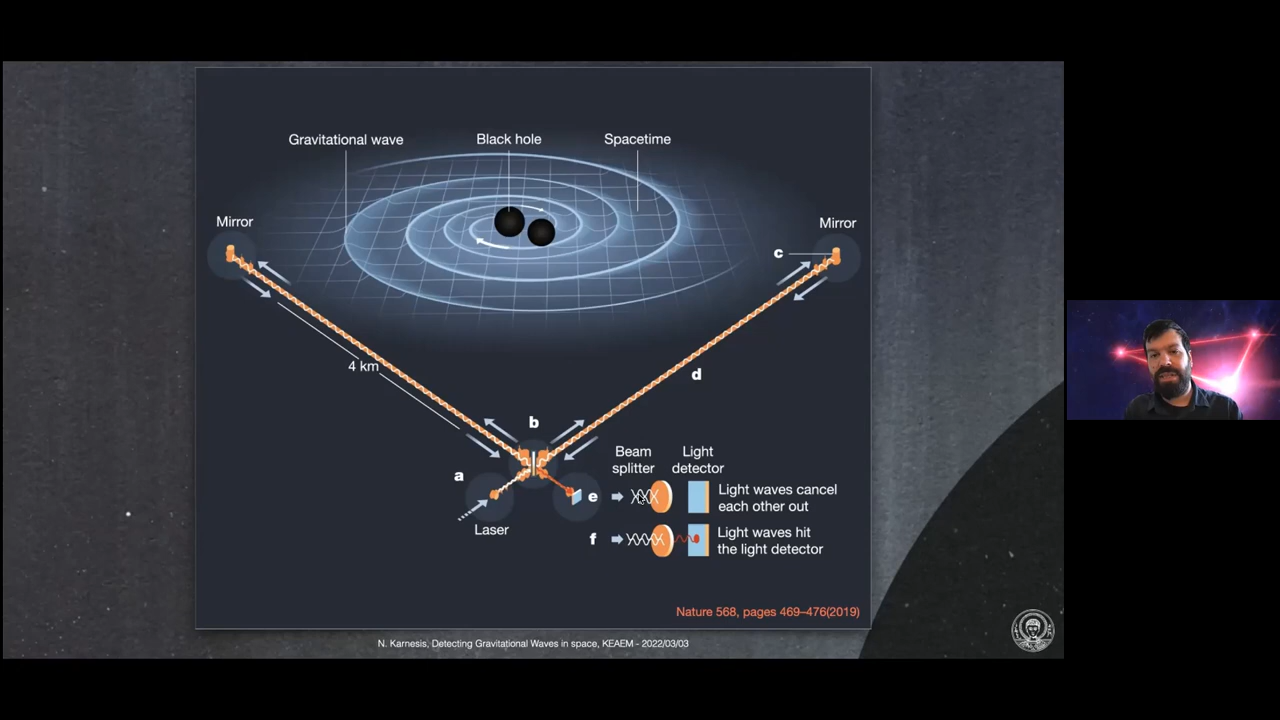 Gravitational wave
Black hole
Spacetime
Mirror
Mirror
c
4 km
d
b
a
Laser
Beam
splitter
Light
detector
e
Light waves cancel
each other out
f
Light waves hit
the light detector
Nature 568, pages 469–476(2019)
N. Karnesis, Detecting Gravitational Waves in space, KEAEM - 2022/03/03